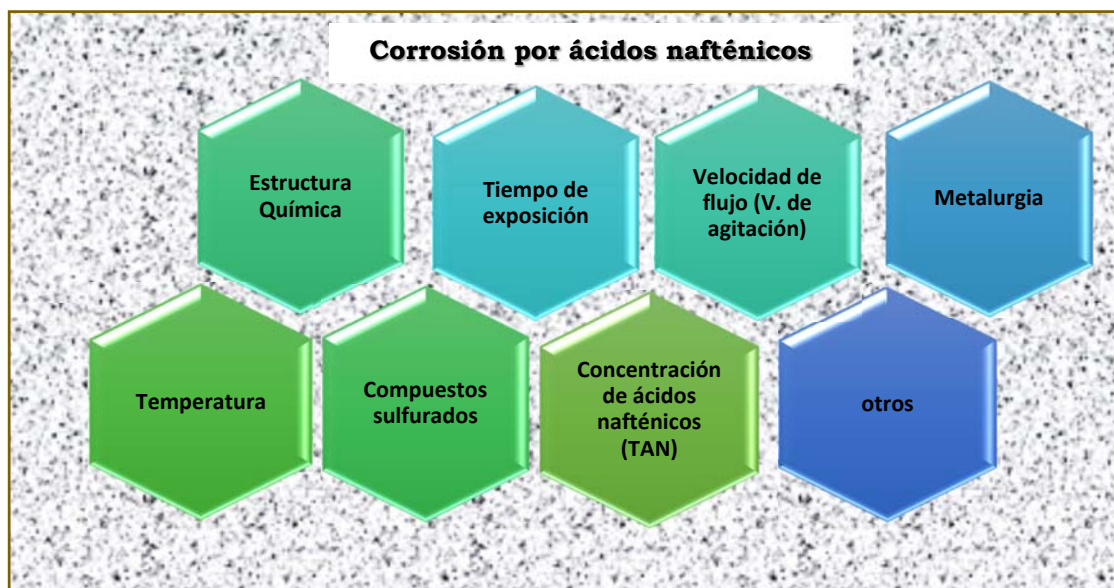 Corrosión por ácidos nafténicos
Estructura
Química
Tiempo de
exposición
Velocidad de
flujo (V. de
agitación)
Metalurgia
Temperatura
Compuestos
sulfurados
Concentración
de ácidos
nafténicos
(TAN)
otros